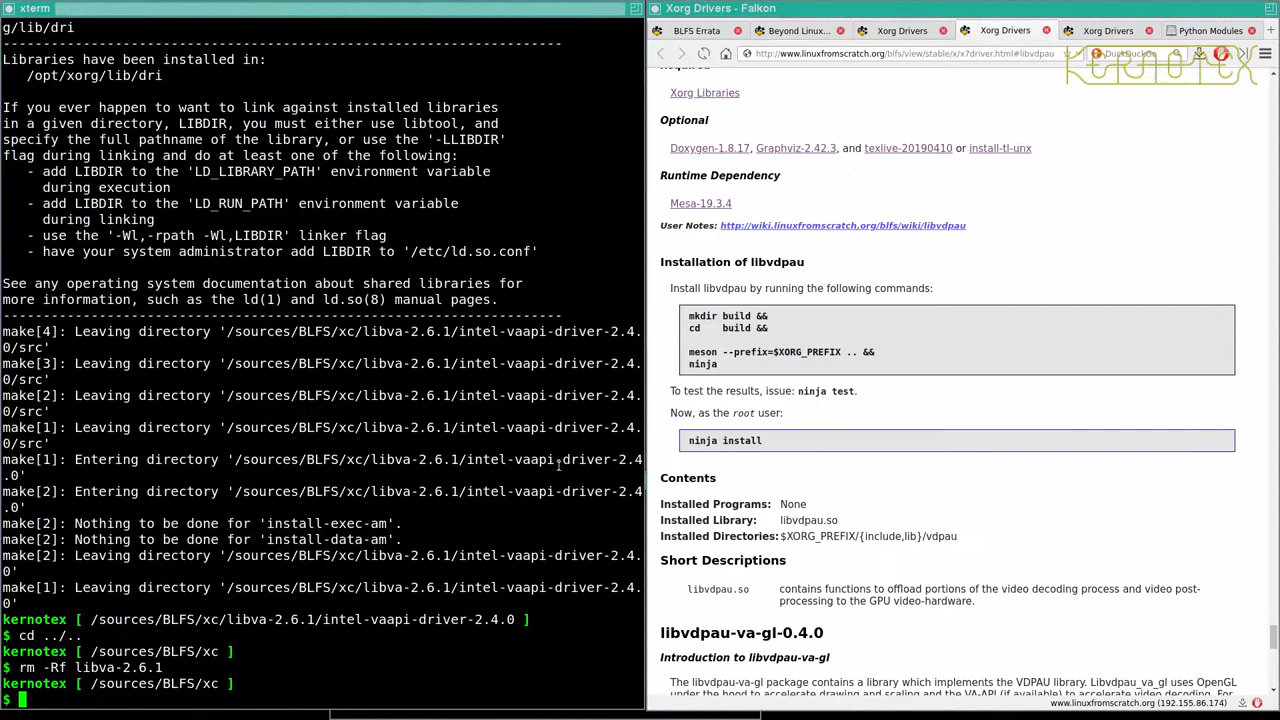 xterm
g/lib/dri
----------------------------------------------------------------------
Libraries have been installed in:
   /opt/xorg/lib/dri

If you ever happen to want to link against installed libraries
in a given directory, LIBDIR, you must either use libtool, and
specify the full pathname of the library, or use the '-LLIBDIR'
flag during linking and do at least one of the following:
   - add LIBDIR to the 'LD_LIBRARY_PATH' environment variable
     during execution
   - add LIBDIR to the 'LD_RUN_PATH' environment variable
     during linking
   - use the '-Wl,-rpath -Wl,LIBDIR' linker flag
   - have your system administrator add LIBDIR to '/etc/ld.so.conf'

See any operating system documentation about shared libraries for
more information, such as the ld(1) and ld.so(8) manual pages.
----------------------------------------------------------------------
make[4]: Leaving directory '/sources/BLFS/xc/libva-2.6.1/intel-vaapi-driver-2.4.
0/src'
make[3]: Leaving directory '/sources/BLFS/xc/libva-2.6.1/intel-vaapi-driver-2.4.
0/src'
make[2]: Leaving directory '/sources/BLFS/xc/libva-2.6.1/intel-vaapi-driver-2.4.
0/src'
make[1]: Leaving directory '/sources/BLFS/xc/libva-2.6.1/intel-vaapi-driver-2.4.
0/src'
make[1]: Entering directory '/sources/BLFS/xc/libva-2.6.1/intel-vaapi-driver-2.4
.0'
make[2]: Entering directory '/sources/BLFS/xc/libva-2.6.1/intel-vaapi-driver-2.4
.0'
make[2]: Nothing to be done for 'install-exec-am'.
make[2]: Nothing to be done for 'install-data-am'.
make[2]: Leaving directory '/sources/BLFS/xc/libva-2.6.1/intel-vaapi-driver-2.4.
0'
make[1]: Leaving directory '/sources/BLFS/xc/libva-2.6.1/intel-vaapi-driver-2.4.
0'
kernotex [ /sources/BLFS/xc/libva-2.6.1/intel-vaapi-driver-2.4.0 ]
$ cd ../..
kernotex [ /sources/BLFS/xc ]
$ rm -Rf libva-2.6.1
kernotex [ /sources/BLFS/xc ]
$
Xorg Drivers - Falkon
BLFS Errata
Beyond Linux...
Xorg Drivers
Xorg Drivers
Xorg Drivers
Python Modules
http://www.linuxfromscratch.org/blfs/view/stable/x/x7driver.html#libvdpau
DuckDuckGo
KERNOTEX
Required
Xorg Libraries
Optional
Doxygen-1.8.17, Graphviz-2.42.3, and texlive-20190410 or install-tl-unx
Runtime Dependency
Mesa-19.3.4
User Notes: http://wiki.linuxfromscratch.org/blfs/wiki/libvdpau
Installation of libvdpau
Install libvdpau by running the following commands:
mkdir build &&
cd    build &&

meson --prefix=$XORG_PREFIX .. &&
ninja
To test the results, issue: ninja test.
Now, as the root user:
ninja install
Contents
Installed Programs: None
Installed Library: libvdpau.so
Installed Directories: $XORG_PREFIX/{include,lib}/vdpau
Short Descriptions
libvdpau.so contains functions to offload portions of the video decoding process and video post-
processing to the GPU video-hardware.
libvdpau-va-gl-0.4.0
Introduction to libvdpau-va-gl
The libvdpau-va-gl package contains a library which implements the VDPAU library. Libvdpau_va_gl uses OpenGL
under the hood to accelerate drawing and scaling and the VA-API (if available) to accelerate video decoding. For
www.linuxfromscratch.org (192.155.86.174)